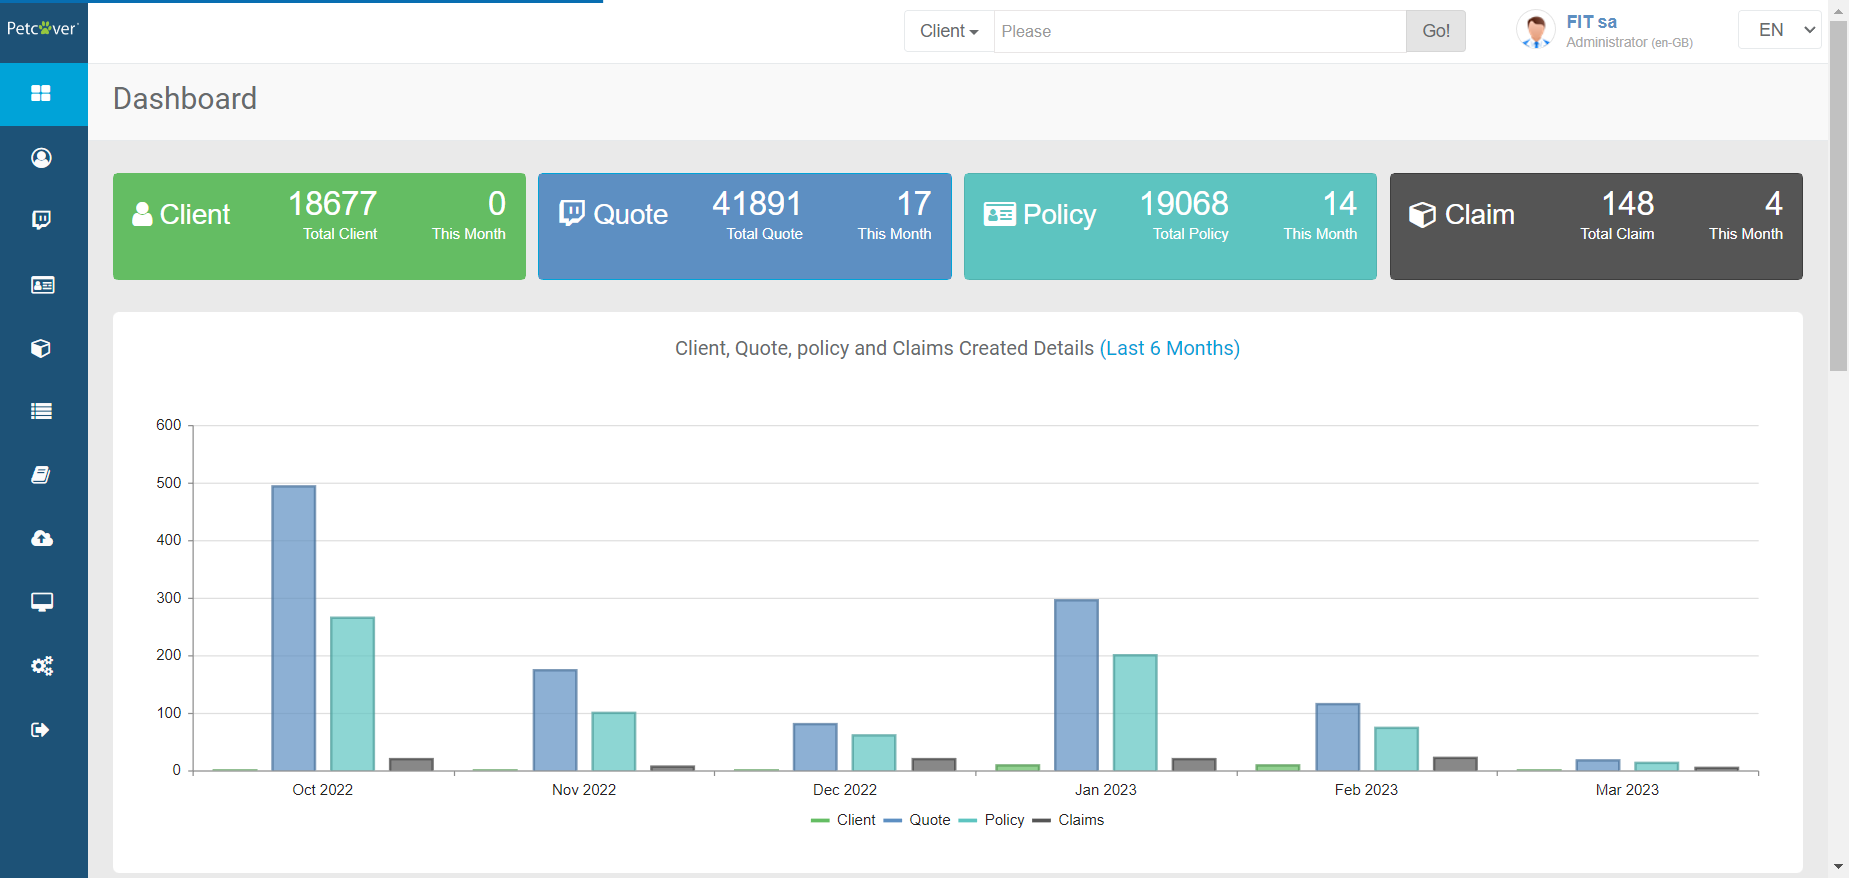 Petcover
Client
Please
Go!
FIT sa
Administrator (en-GB)
EN
Dashboard
Client
18677
Total Client
0
This Month
Quote
41891
Total Quote
17
This Month
Policy
19068
Total Policy
14
This Month
Claim
148
Total Claim
4
This Month
Client, Quote, policy and Claims Created Details (Last 6 Months)
600
500
400
300
200
100
0
Oct 2022 Nov 2022 Dec 2022 Jan 2023 Feb 2023 Mar 2023
Client Quote Policy Claims